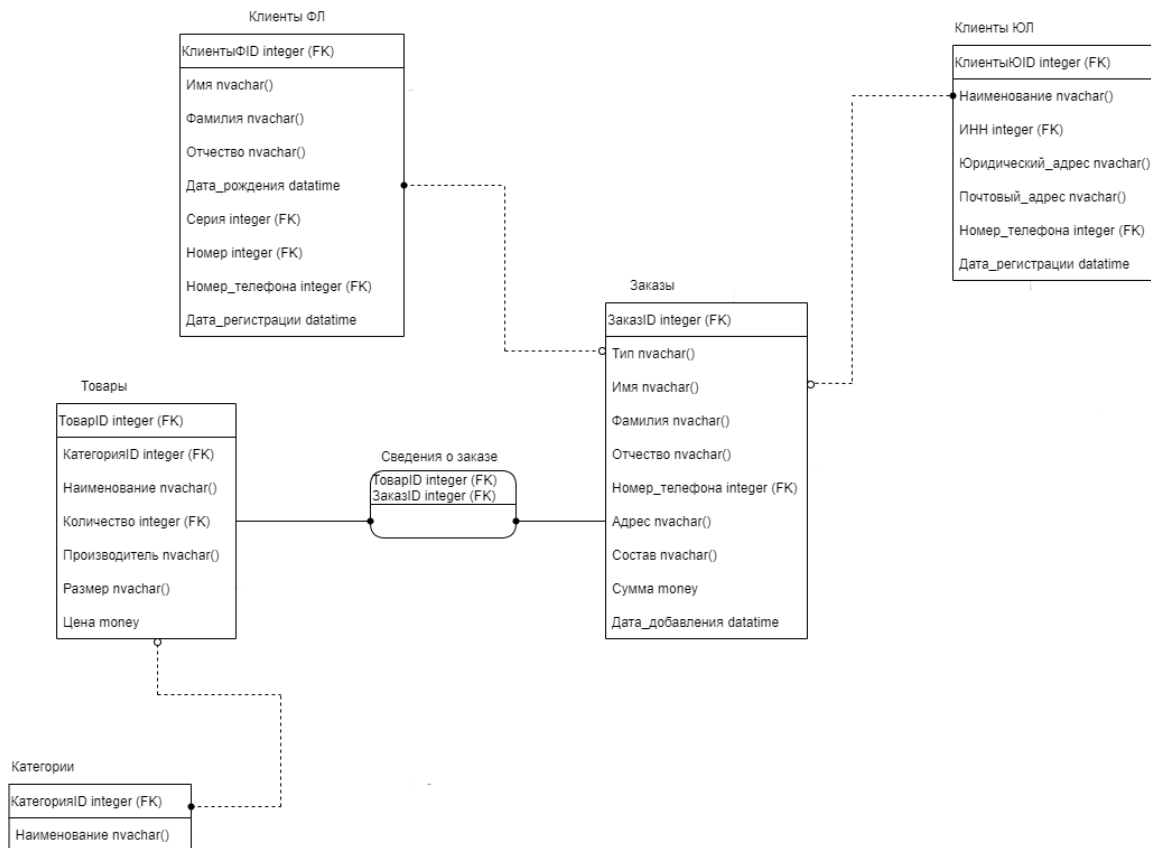 Клиенты ФЛ
КлиентыФID integer (FK)
Имя nvachar()
Фамилия nvachar()
Отчество nvachar()
Дата_рождения datatime
Серия integer (FK)
Номер integer (FK)
Номер_телефона integer (FK)
Дата_регистрации datatime
Клиенты ЮЛ
КлиентыЮID integer (FK)
Наименование nvachar()
ИНН integer (FK)
Юридический_адрес nvachar()
Почтовый_адрес nvachar()
Номер_телефона integer (FK)
Дата_регистрации datatime
Заказы
ЗаказID integer (FK)
Тип nvachar()
Имя nvachar()
Фамилия nvachar()
Отчество nvachar()
Номер_телефона integer (FK)
Адрес nvachar()
Состав nvachar()
Сумма money
Дата_добавления datatime
Товары
ТоварID integer (FK)
КатегорияID integer (FK)
Наименование nvachar()
Количество integer (FK)
Производитель nvachar()
Размер nvachar()
Цена money
Сведения о заказе
ТоварID integer (FK)
ЗаказID integer (FK)
Категории
КатегорияID integer (FK)
Наименование nvachar()